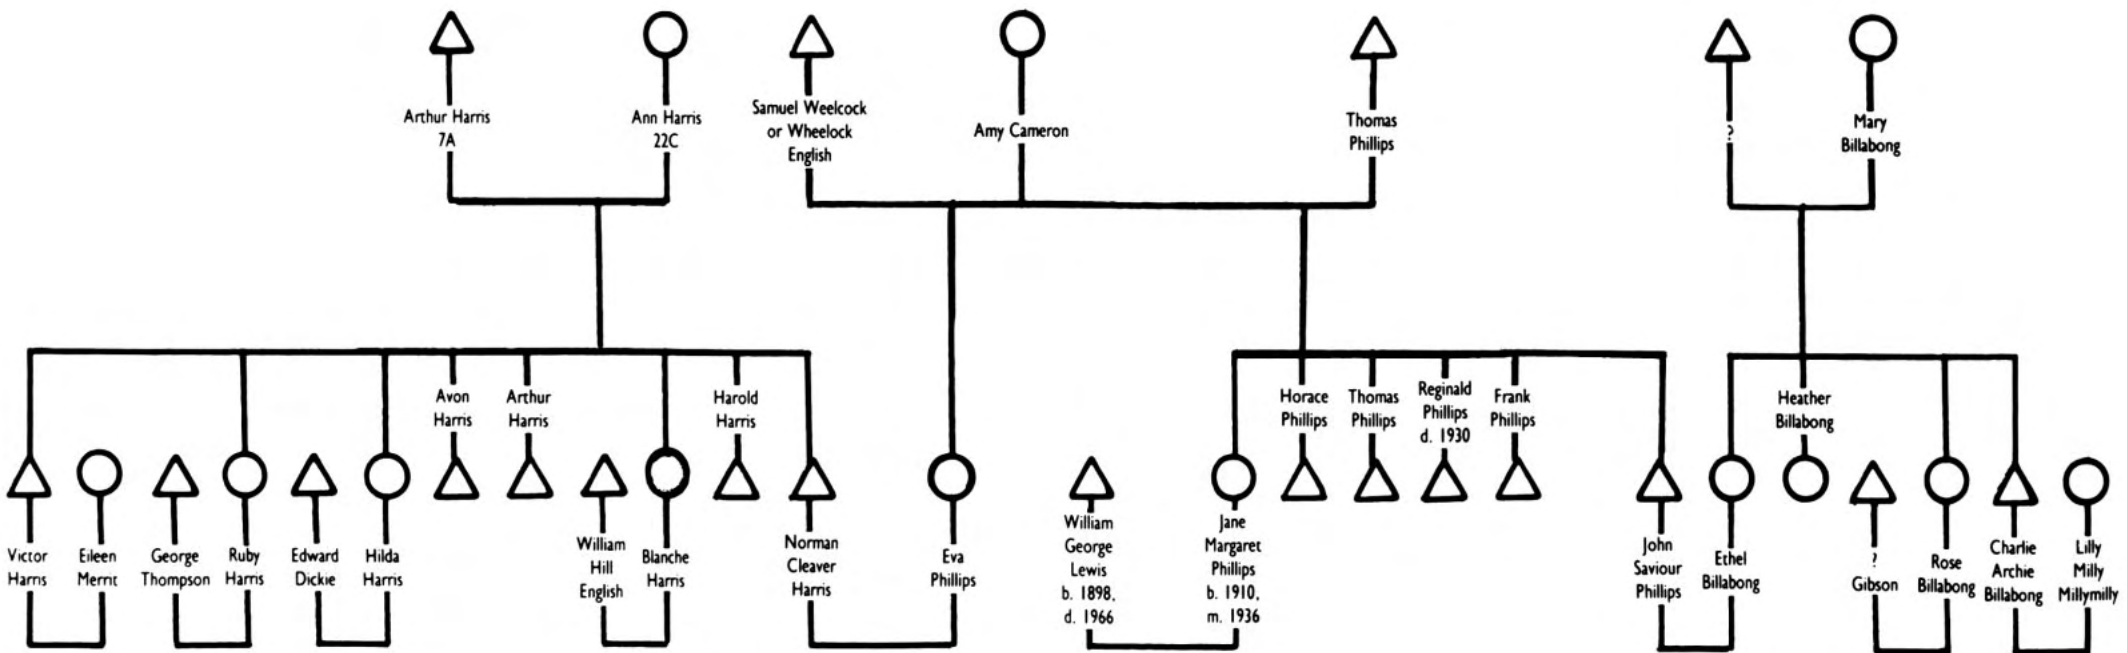 Arthur Harris
7A
Ann Harris
22C
Samuel Weelcock
or Wheelock
English
Amy Cameron
Thomas
Phillips
?
Mary
Billabong
Avon
Harris
Arthur
Harris
Harold
Harris
Horace
Phillips
Thomas
Phillips
Reginald
Phillips
d. 1930
Frank
Phillips
Heather
Billabong
Victor
Harris
Eileen
Merrit
George
Thompson
Ruby
Harris
Edward
Dickie
Hilda
Harris
William
Hill
English
Blanche
Harris
Norman
Cleaver
Harris
Eva
Phillips
William
George
Lewis
b. 1898,
d. 1966
Jane
Margaret
Phillips
b. 1910,
m. 1936
John
Saviour
Phillips
Ethel
Billabong
?
Gibson
Rose
Billabong
Charlie
Archie
Billabong
Lilly
Milly
Millymilly